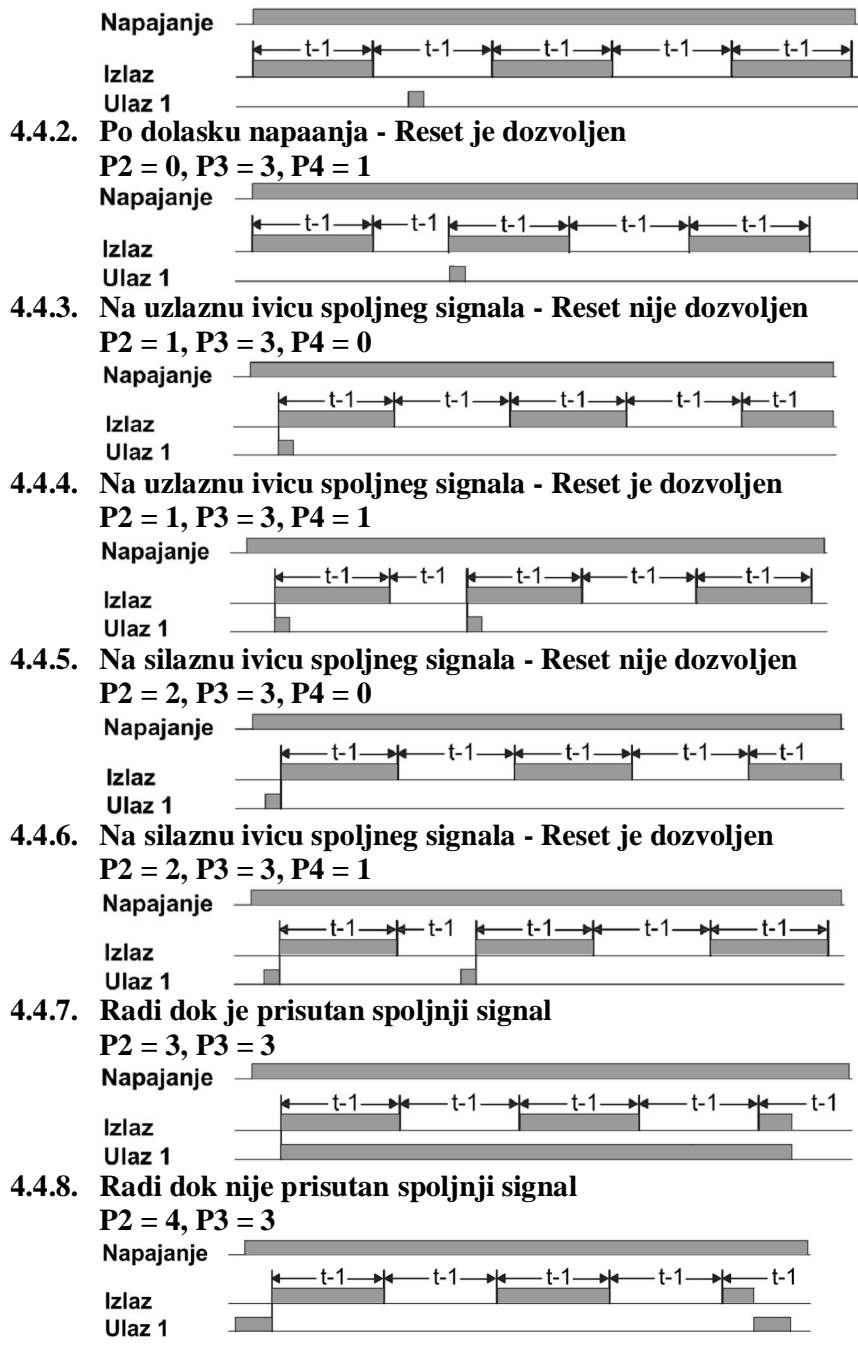 Napajanje
t-1 t-1 t-1 t-1 t-1
Izlaz
Ulaz 1
4.4.2. Po dolasku napaanja - Reset je dozvoljen
P2 = 0, P3 = 3, P4 = 1
Napajanje
t-1 t-1 t-1 t-1 t-1
Izlaz
Ulaz 1
4.4.3. Na uzlaznu ivicu spoljneg signala - Reset nije dozvoljen
P2 = 1, P3 = 3, P4 = 0
Napajanje
t-1 t-1 t-1 t-1 t-1
Izlaz
Ulaz 1
4.4.4. Na uzlaznu ivicu spoljneg signala - Reset je dozvoljen
P2 = 1, P3 = 3, P4 = 1
Napajanje
t-1 t-1 t-1 t-1 t-1
Izlaz
Ulaz 1
4.4.5. Na silaznu ivicu spoljneg signala - Reset nije dozvoljen
P2 = 2, P3 = 3, P4 = 0
Napajanje
t-1 t-1 t-1 t-1 t-1
Izlaz
Ulaz 1
4.4.6. Na silaznu ivicu spoljneg signala - Reset je dozvoljen
P2 = 2, P3 = 3, P4 = 1
Napajanje
t-1 t-1 t-1 t-1 t-1
Izlaz
Ulaz 1
4.4.7. Radi dok je prisutan spoljnji signal
P2 = 3, P3 = 3
Napajanje
t-1 t-1 t-1 t-1 t-1
Izlaz
Ulaz 1
4.4.8. Radi dok nije prisutan spoljnji signal
P2 = 4, P3 = 3
Napajanje
t-1 t-1 t-1 t-1 t-1
Izlaz
Ulaz 1